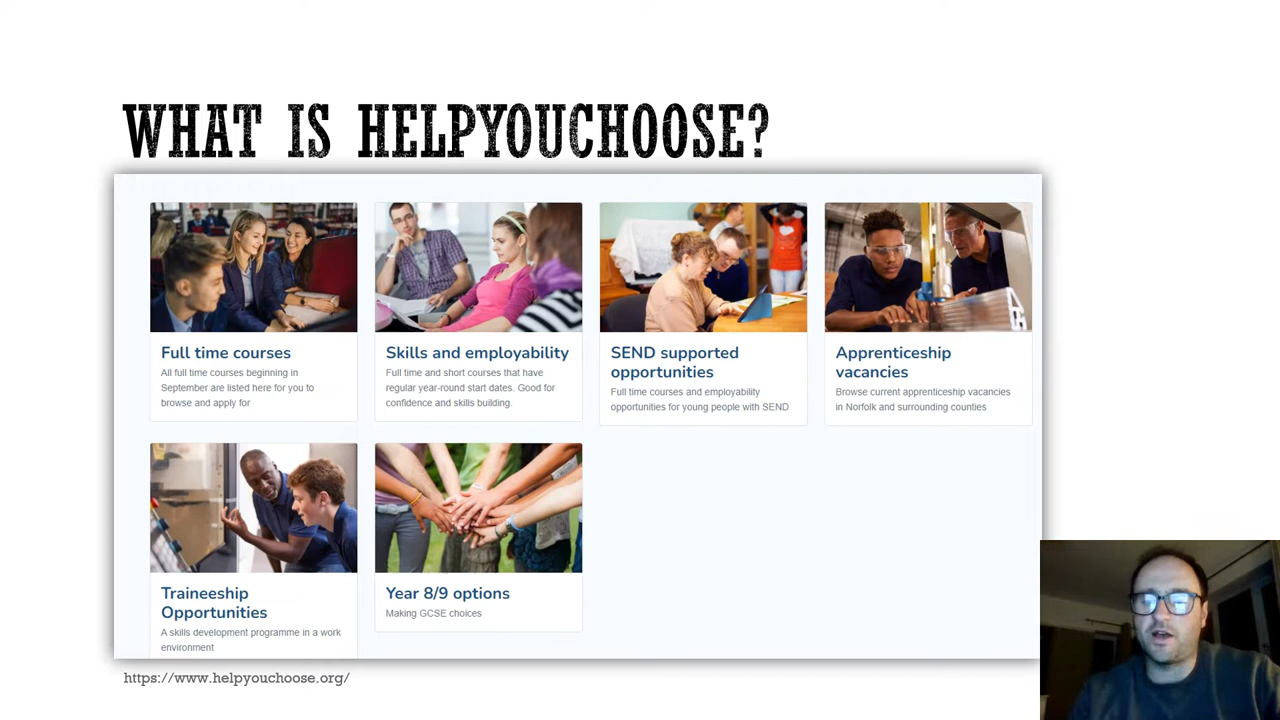 WHAT IS HELPYOUCHOOSE?
Full time courses
All full time courses beginning in
September are listed here for you to
browse and apply for
Skills and employability
Full time and short courses that have
regular year-round start dates. Good for
confidence and skills building.
SEND supported
opportunities
Full time courses and employability
opportunities for young people with SEND
Apprenticeship
vacancies
Browse current apprenticeship vacancies
in Norfolk and surrounding counties
Traineeship
Opportunities
A skills development programme in a work
environment
Year 8/9 options
Making GCSE choices
https://www.helpyouchoose.org/